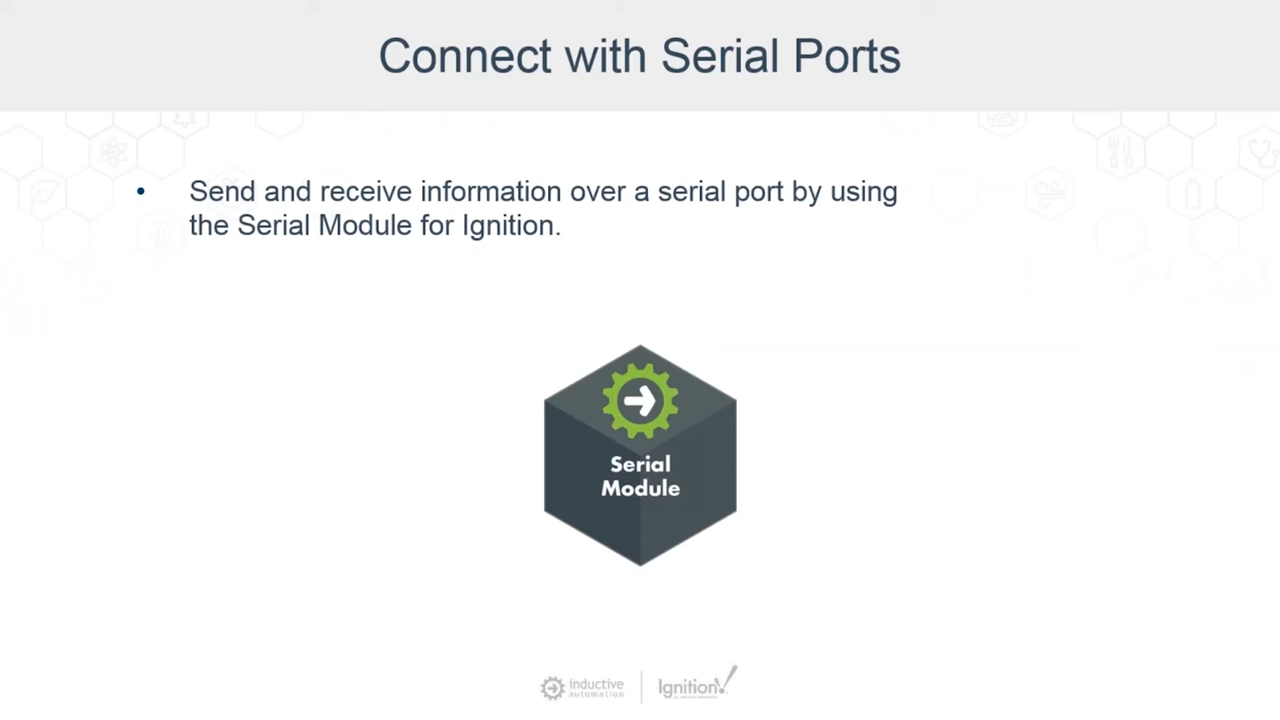 Connect with Serial Ports
• Send and receive information over a serial port by using
the Serial Module for Ignition.
Serial
Module
inductive
automation
Ignition!